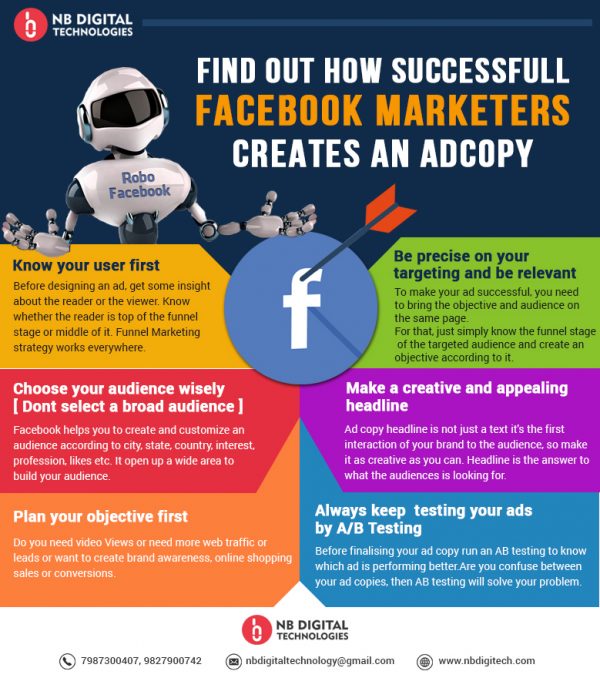 NB DIGITAL
TECHNOLOGIES
FIND OUT HOW SUCCESSFULL
FACEBOOK MARKETERS
CREATES AN ADCOPY
Robo
Facebook
Know your user first
Before designing an ad, get some insight
about the reader or the viewer. Know
whether the reader is top of the funnel
stage or middle of it. Funnel Marketing
strategy works everywhere.
f
Be precise on your
targeting and be relevant
To make your ad successful, you need
to bring the objective and audience on
the same page.
For that, just simply know the funnel stage
of the targeted audience and create an
objective according to it.
Choose your audience wisely
[ Dont select a broad audience ]
Facebook helps you to create and customize an
audience according to city, state, country, interest,
profession, likes etc. It open up a wide area to
build your audience.
Make a creative and appealing
headline
Ad copy headline is not just a text it's the first
interaction of your brand to the audience, so make
it as creative as you can. Headline is the answer to
what the audiences is looking for.
Plan your objective first
Do you need video Views or need more web traffic or
leads or want to create brand awareness, online shopping
sales or conversions.
Always keep testing your ads
by A/B Testing
Before finalising your ad copy run an AB testing to know
which ad is performing better.Are you confuse between
your ad copies, then AB testing will solve your problem.
NB DIGITAL
TECHNOLOGIES
7987300407, 9827900742
nbdigitaltechnology@gmail.com
www.nbdigitech.com